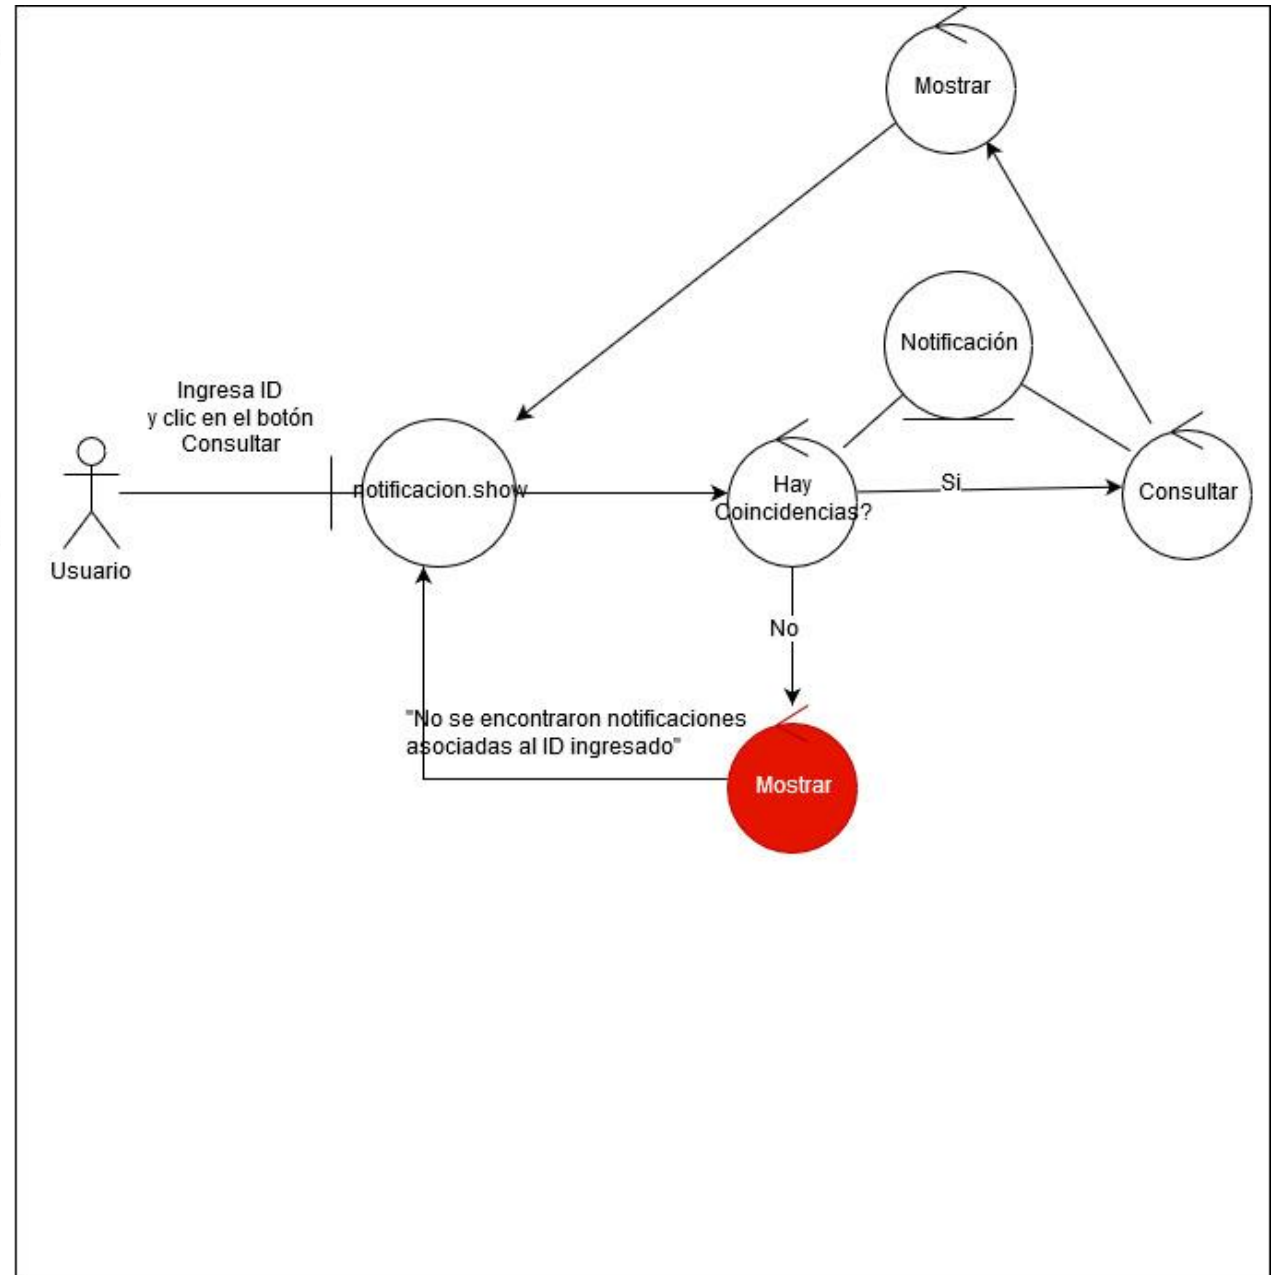 Mostrar
Notificación
Ingresa ID
y clic en el botón
Consultar
notificacion.show
Hay
Coincidencias?
Si
Consultar
Usuario
No
"No se encontraron notificaciones
asociadas al ID ingresado"
Mostrar